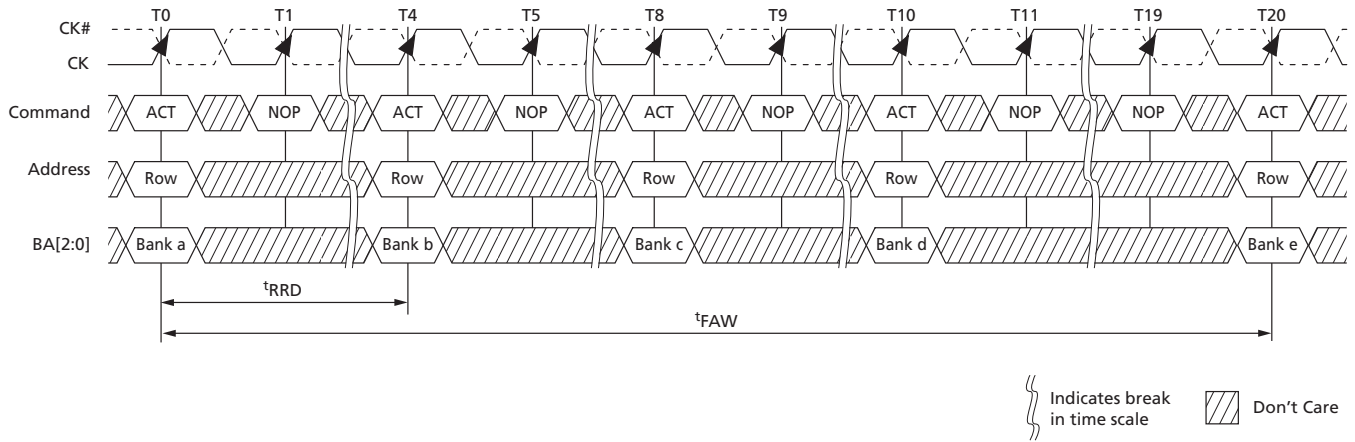 T0 T1 T4 T5 T8 T9 T10 T11 T19 T20
CK#
CK
Command ACT NOP ACT NOP ACT NOP ACT NOP NOP ACT
Address Row Row Row Row Row
BA[2:0] Bank a Bank b Bank c Bank d Bank e
tRRD
tFAW
Indicates break
in time scale
Don't Care